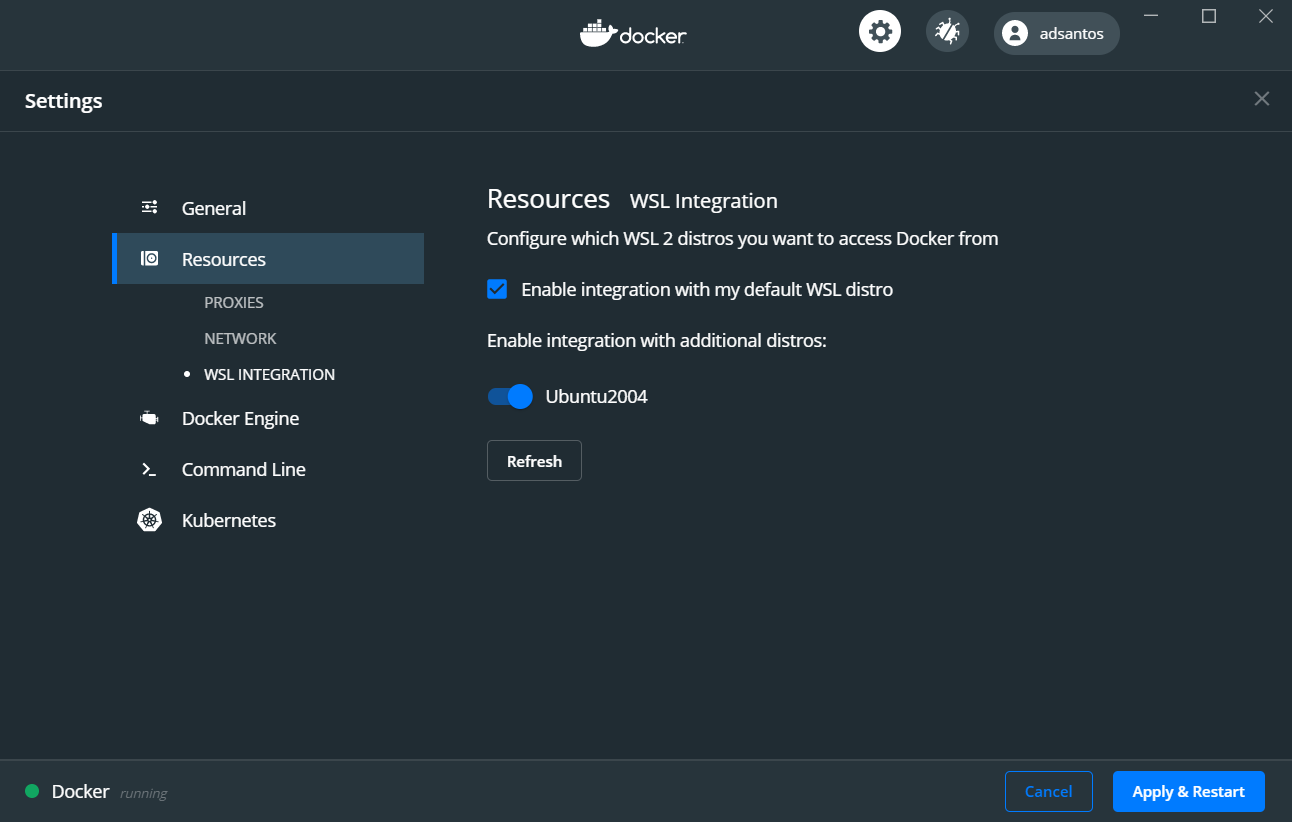 docker
adsantos
Settings
General
Resources
PROXIES
NETWORK
WSL INTEGRATION
Docker Engine
Command Line
Kubernetes
Resources WSL Integration
Configure which WSL 2 distros you want to access Docker from
Enable integration with my default WSL distro
Enable integration with additional distros:
Ubuntu2004
Refresh
Docker running
Cancel
Apply & Restart